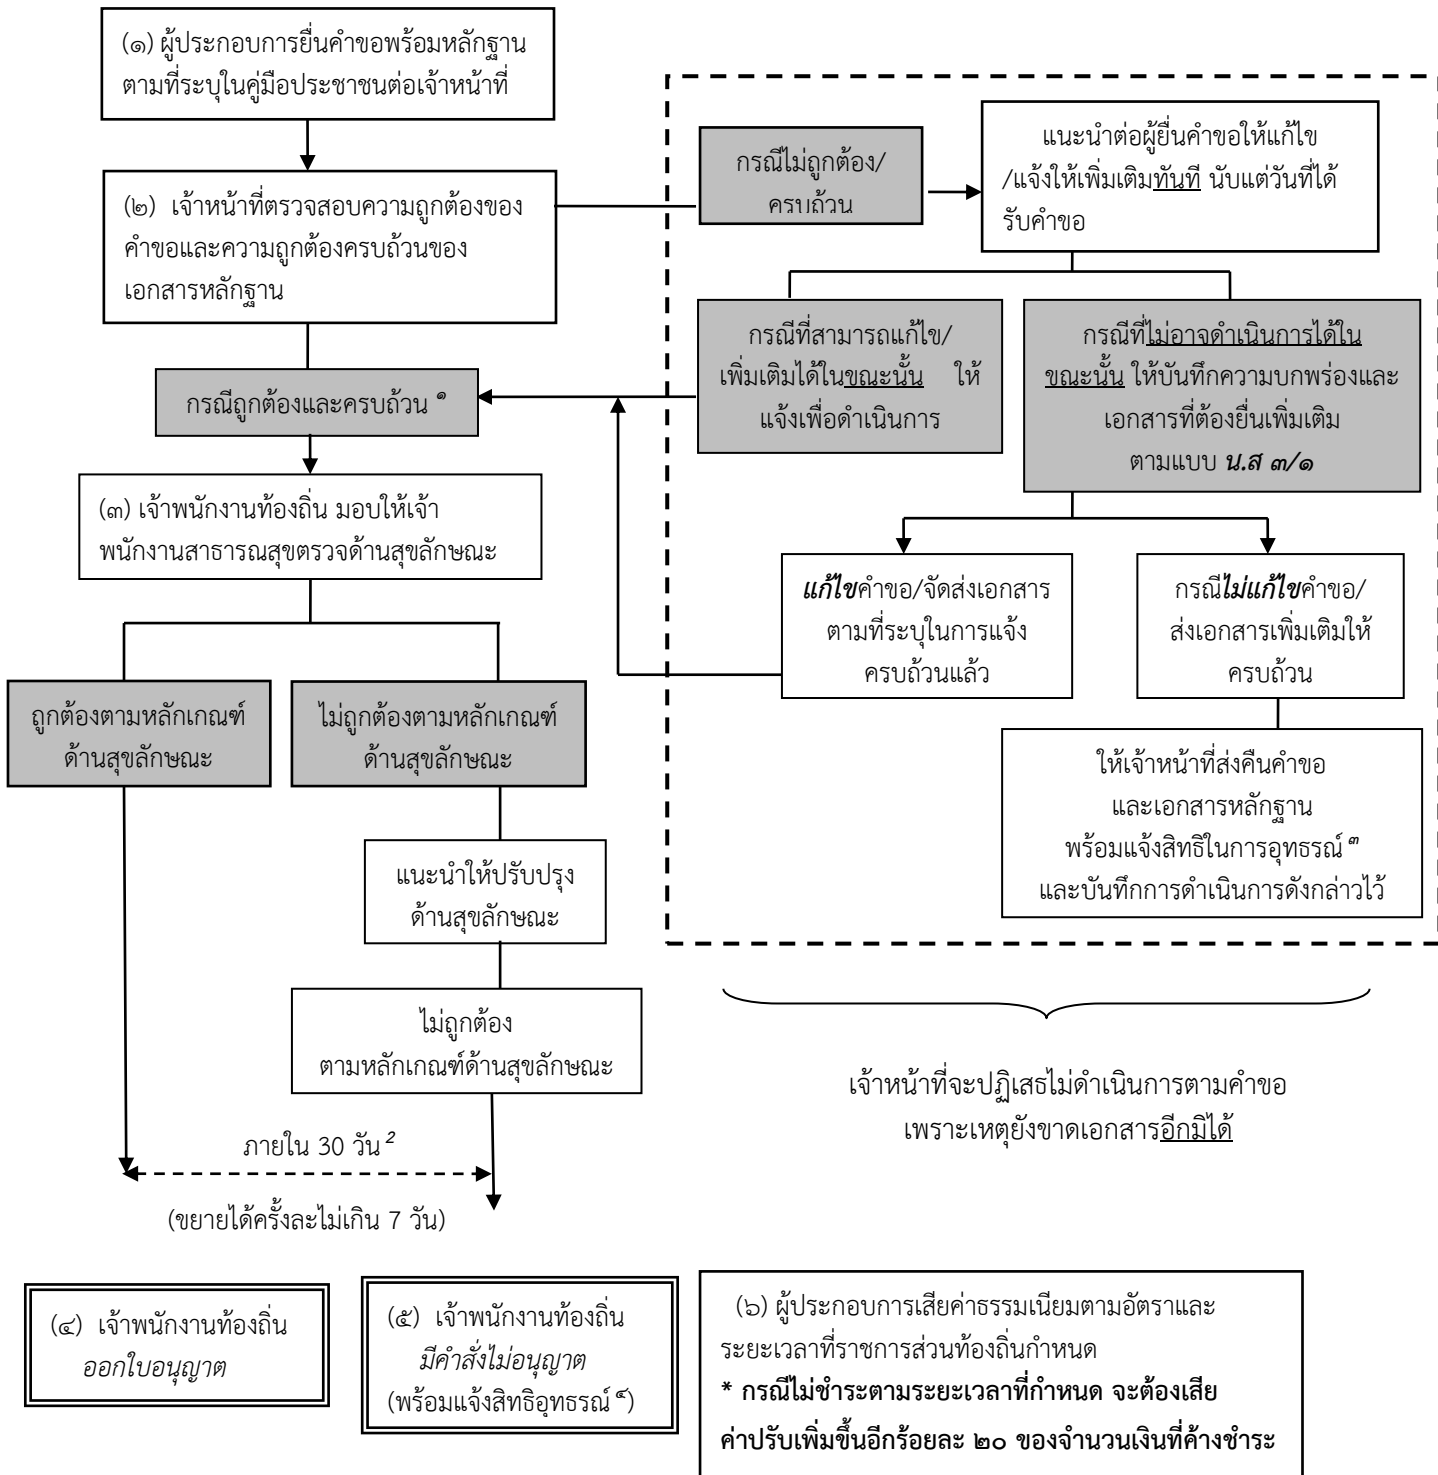 (๑) ผู้ประกอบการยื่นคำขอพร้อมหลักฐาน
ตามที่ระบุในคู่มือประชาชนต่อเจ้าหน้าที่
(๒) เจ้าหน้าที่ตรวจสอบความถูกต้องของ
คำขอและความถูกต้องครบถ้วนของ
เอกสารหลักฐาน
กรณีไม่ถูกต้อง/
ครบถ้วน
แนะนำต่อผู้ยื่นคำขอให้แก้ไข
/แจ้งให้เพิ่มเติมทันที นับแต่วันที่ได้
รับคำขอ
กรณีที่สามารถแก้ไข/
เพิ่มเติมได้ในขณะนั้น ให้
แจ้งเพื่อดำเนินการ
กรณีที่ไม่อาจดำเนินการได้ใน
ขณะนั้น ให้บันทึกความบกพร่องและ
เอกสารที่ต้องยื่นเพิ่มเติม
ตามแบบ น.ส ๓/๑
กรณีถูกต้องและครบถ้วน ๑
(๓) เจ้าพนักงานท้องถิ่น มอบให้เจ้า
พนักงานสาธารณสุขตรวจด้านสุขลักษณะ
แก้ไขคำขอ/จัดส่งเอกสาร
ตามที่ระบุในการแจ้ง
ครบถ้วนแล้ว
กรณีไม่แก้ไขคำขอ/
ส่งเอกสารเพิ่มเติมให้
ครบถ้วน
ถูกต้องตามหลักเกณฑ์
ด้านสุขลักษณะ
ไม่ถูกต้องตามหลักเกณฑ์
ด้านสุขลักษณะ
ให้เจ้าหน้าที่ส่งคืนคำขอ
และเอกสารหลักฐาน
พร้อมแจ้งสิทธิในการอุทธรณ์ ๓
และบันทึกการดำเนินการดังกล่าวไว้
แนะนำให้ปรับปรุง
ด้านสุขลักษณะ
ไม่ถูกต้อง
ตามหลักเกณฑ์ด้านสุขลักษณะ
เจ้าหน้าที่จะปฏิเสธไม่ดำเนินการตามคำขอ
เพราะเหตุยังขาดเอกสารอีกมิได้
ภายใน 30 วัน 2
(ขยายได้ครั้งละไม่เกิน 7 วัน)
(๔) เจ้าพนักงานท้องถิ่น
ออกใบอนุญาต
(๕) เจ้าพนักงานท้องถิ่น
มีคำสั่งไม่อนุญาต
(พร้อมแจ้งสิทธิอุทธรณ์ ๔)
(๖) ผู้ประกอบการเสียค่าธรรมเนียมตามอัตราและ
ระยะเวลาที่ราชการส่วนท้องถิ่นกำหนด
* กรณีไม่ชำระตามระยะเวลาที่กำหนด จะต้องเสีย
ค่าปรับเพิ่มขึ้นอีกร้อยละ ๒๐ ของจำนวนเงินที่ค้างชำระ